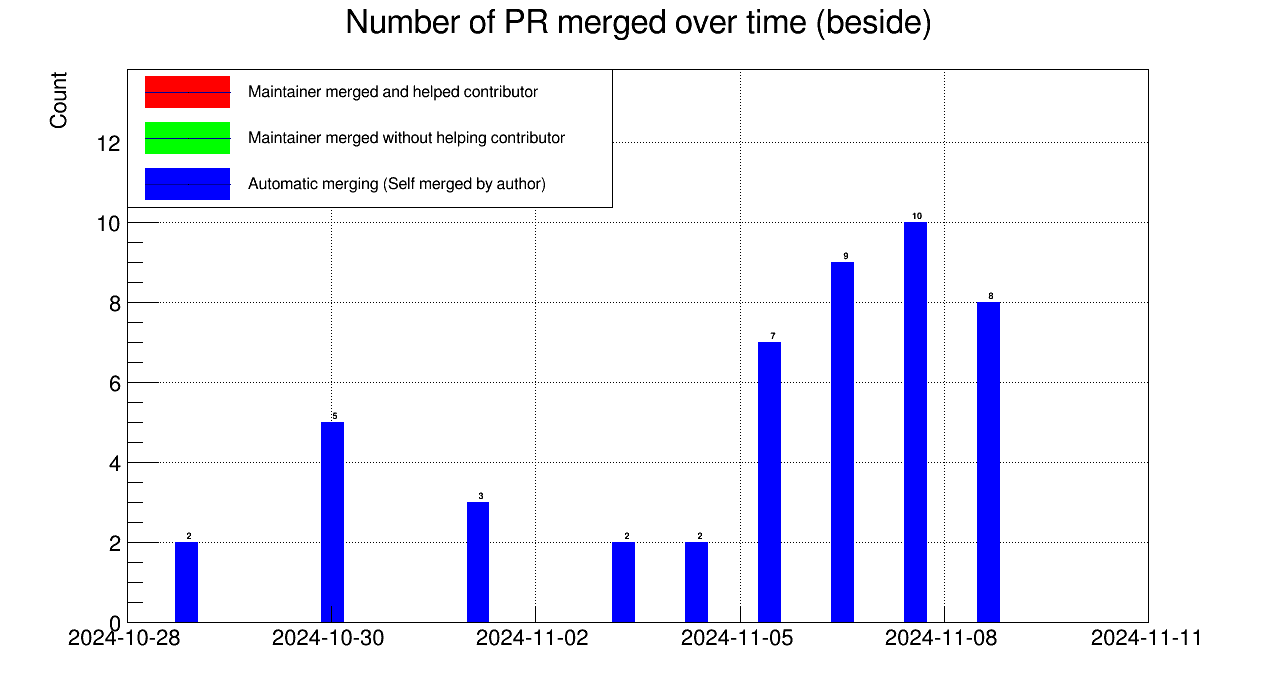 Number of PR merged over time (beside)
Count
Maintainer merged and helped contributor
Maintainer merged without helping contributor
Automatic merging (Self merged by author)
12
10
8
6
4
2
0
2
5
3
2
2
7
9
10
8
2024-10-28 2024-10-30 2024-11-02 2024-11-05 2024-11-08 2024-11-11